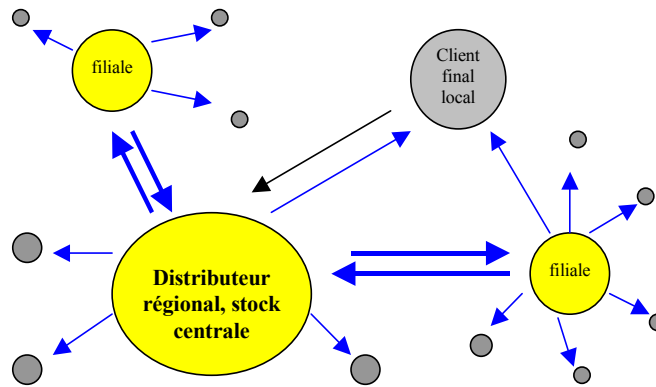 filiale
Client
final
local
Distributeur
régional, stock
centrale
filiale